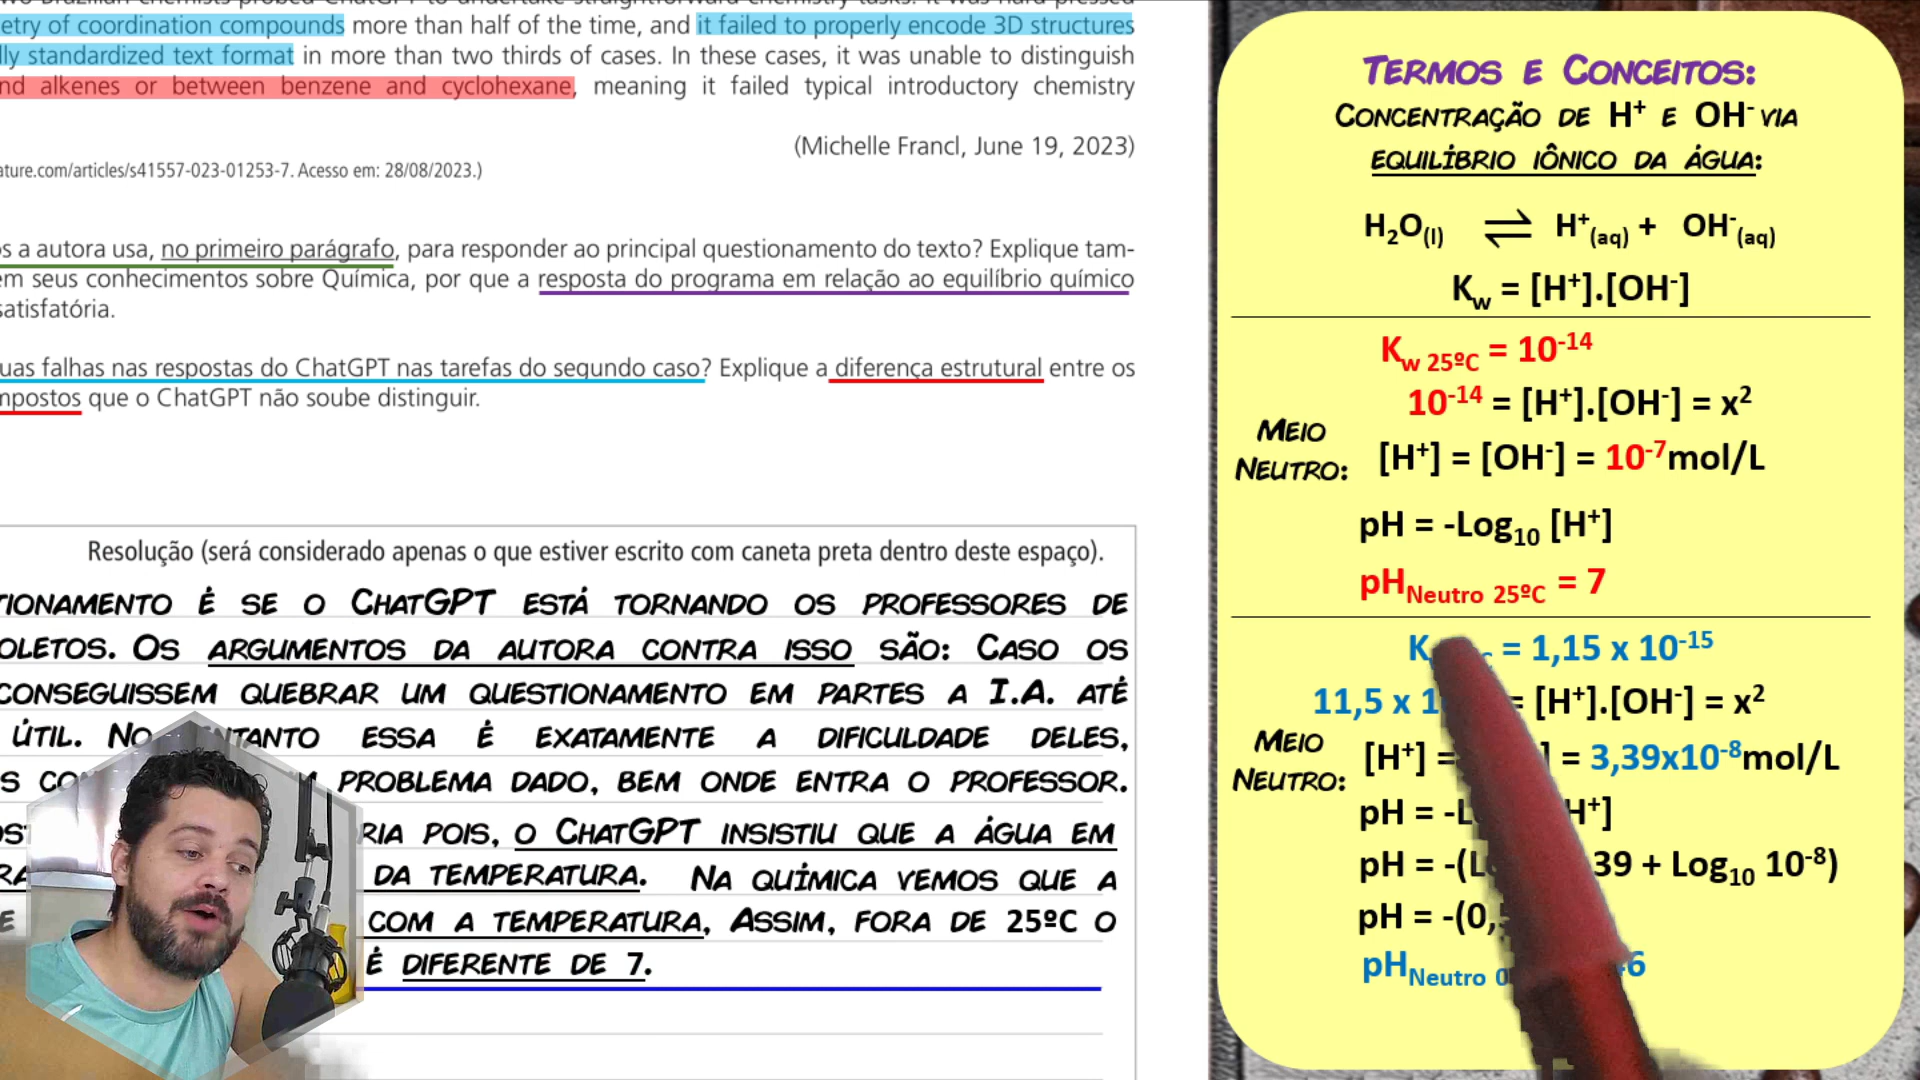 etry of coordination compounds more than half of the time, and it failed to properly encode 3D structures
lly standardized text format in more than two thirds of cases. In these cases, it was unable to distinguish
nd alkenes or between benzene and cyclohexane, meaning it failed typical introductory chemistry
(Michelle Francl, June 19, 2023)
ature.com/articles/s41557-023-01253-7. Acesso em: 28/08/2023.)
s a autora usa, no primeiro parágrafo, para responder ao principal questionamento do texto? Explique tam-
em seus conhecimentos sobre Química, por que a resposta do programa em relação ao equilíbrio químico
satisfatória.
uas falhas nas respostas do ChatGPT nas tarefas do segundo caso? Explique a diferença estrutural entre os
mpostos que o ChatGPT não soube distinguir.
Resolução (será considerado apenas o que estiver escrito com caneta preta dentro deste espaço).
TIONAMENTO É SE O CHATGPT ESTÁ TORNANDO OS PROFESSORES DE
OLETOS. OS ARGUMENTOS DA AUTORA CONTRA ISSO SÃO: CASO OS
CONSEGUISSEM QUEBRAR UM QUESTIONAMENTO EM PARTES A I.A. ATÉ
ÚTIL. NO NTANTO ESSA É EXATAMENTE A DIFICULDADE DELES,
S CO PROBLEMA DADO, BEM ONDE ENTRA O PROFESSOR.
OST RIA POIS, O CHATGPT INSISTIU QUE A ÁGUA EM
RA DA TEMPERATURA. NA QUÍMICA VEMOS QUE A
E COM A TEMPERATURA, ASSIM, FORA DE 25ºC O
É DIFERENTE DE 7.
TERMOS E CONCEITOS:
CONCENTRAÇÃO DE H⁺ E OH⁻ VIA
EQUILÍBRIO IÔNICO DA ÁGUA:
H₂O(l) ⇌ H⁺(aq) + OH⁻(aq)
Kw = [H⁺].[OH⁻]
Kw 25ºC = 10⁻¹⁴
10⁻¹⁴ = [H⁺].[OH⁻] = x²
MEIO NEUTRO: [H⁺] = [OH⁻] = 10⁻⁷mol/L
pH = -Log₁₀ [H⁺]
pHNeutro 25ºC = 7
K = 1,15 x 10⁻¹⁵
11,5 x 1 = [H⁺].[OH⁻] = x²
MEIO NEUTRO: [H⁺] = ] = 3,39x10⁻⁸mol/L
pH = -L H⁺]
pH = -(L 39 + Log₁₀ 10⁻⁸)
pH = -(0,
pHNeutro 0 46